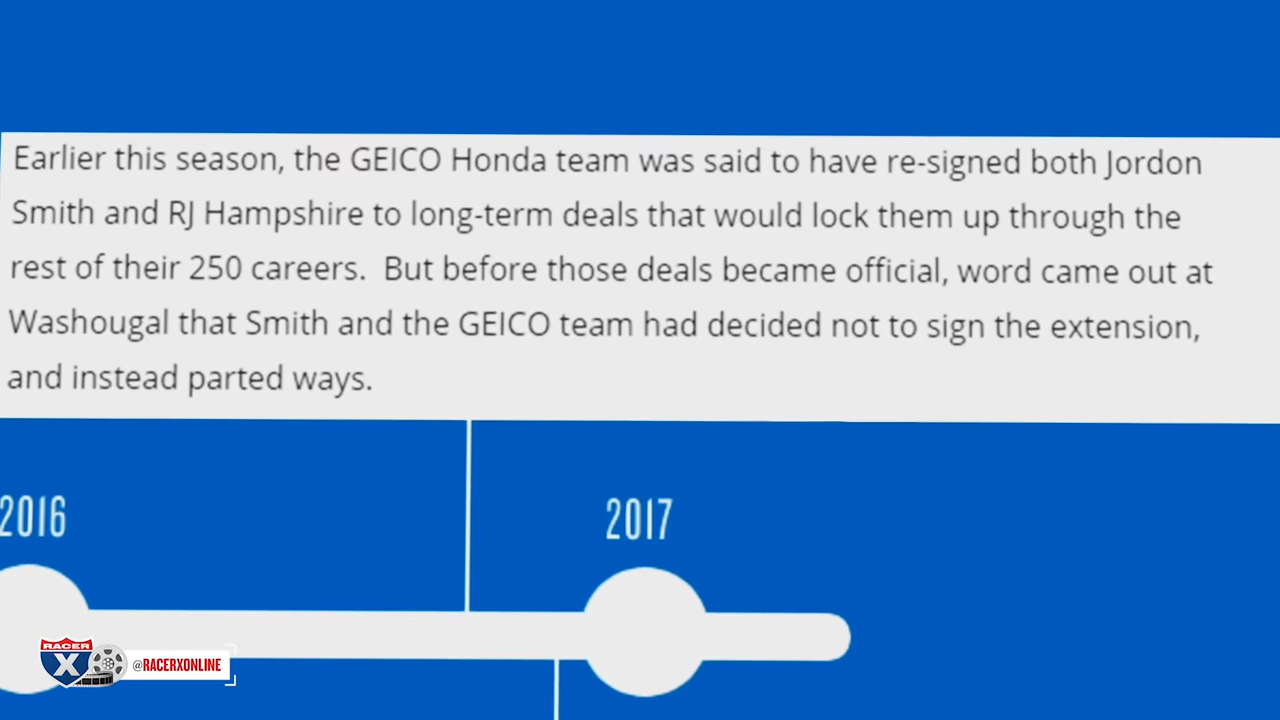 Earlier this season, the GEICO Honda team was said to have re-signed both Jordon
Smith and RJ Hampshire to long-term deals that would lock them up through the
rest of their 250 careers.  But before those deals became official, word came out at
Washougal that Smith and the GEICO team had decided not to sign the extension,
and instead parted ways.
2016
2017
RACER
X
@RACERXONLINE